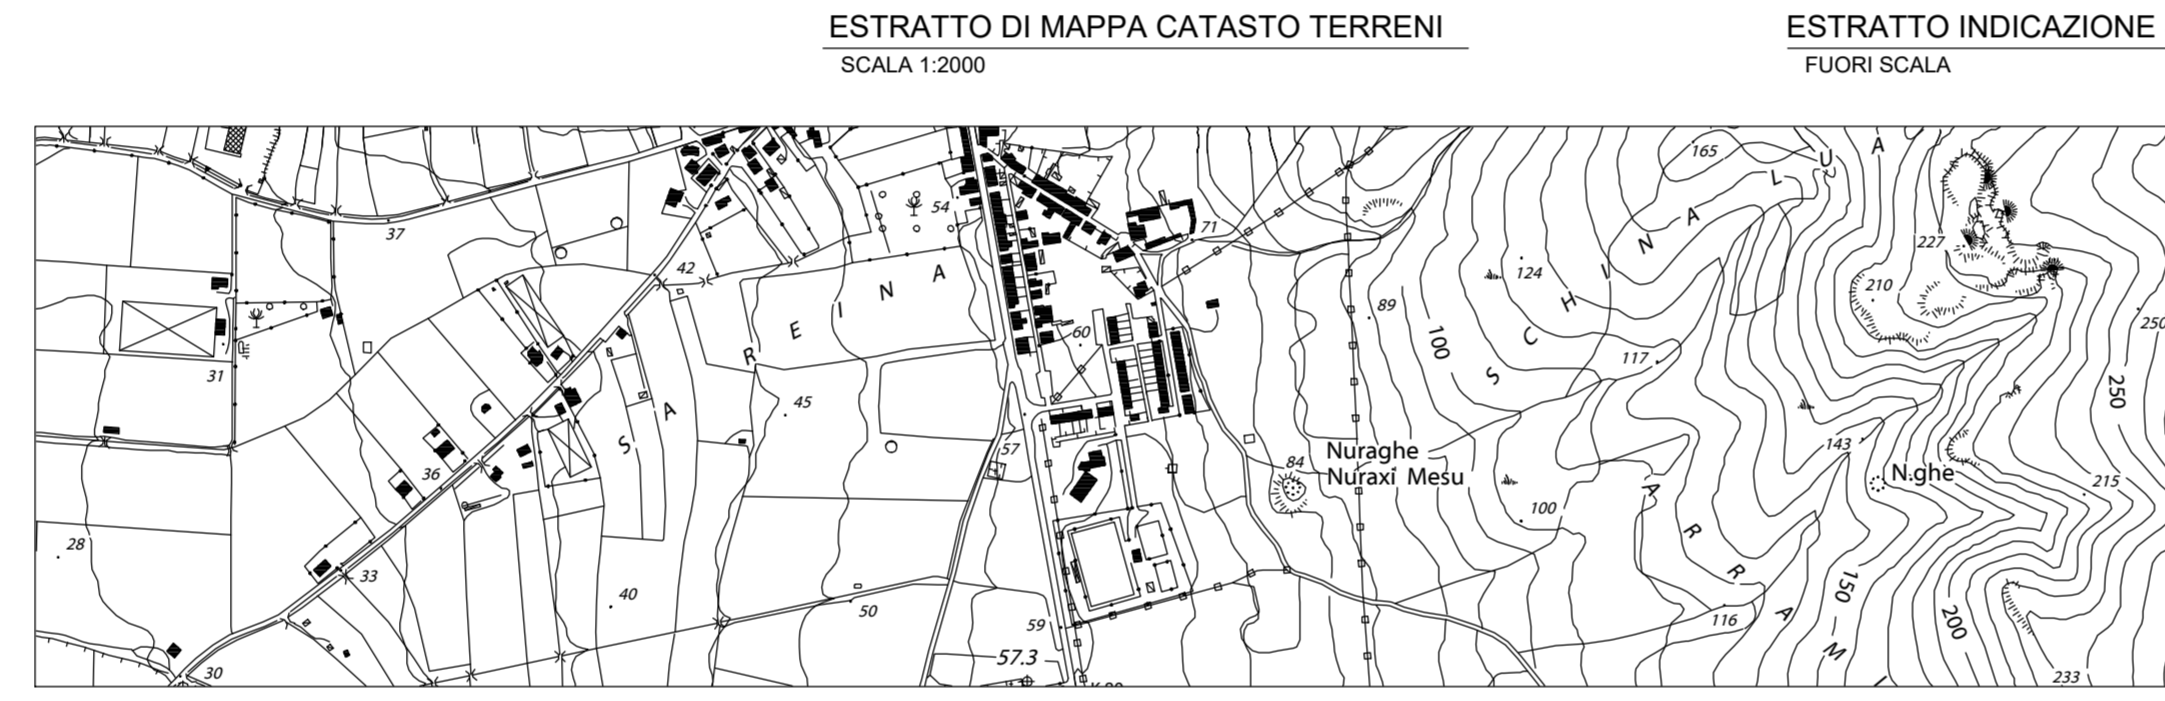 ESTRATTO DI MAPPA CATASTO TERRENI
SCALA 1:2000
ESTRATTO INDICAZIONE
FUORI SCALA
165
U
A
L
A
N
I
H
C
S
37
54
71
42
227
124
210
A
N
I
E
R
A
S
89
60
100
117
250
250
31
45
57
36
84
Nuraghe
Nuraxi Mesu
143
N.ghe
215
A
R
R
A
M
100
28
33
40
50
59
57.3
116
150
200
30
233